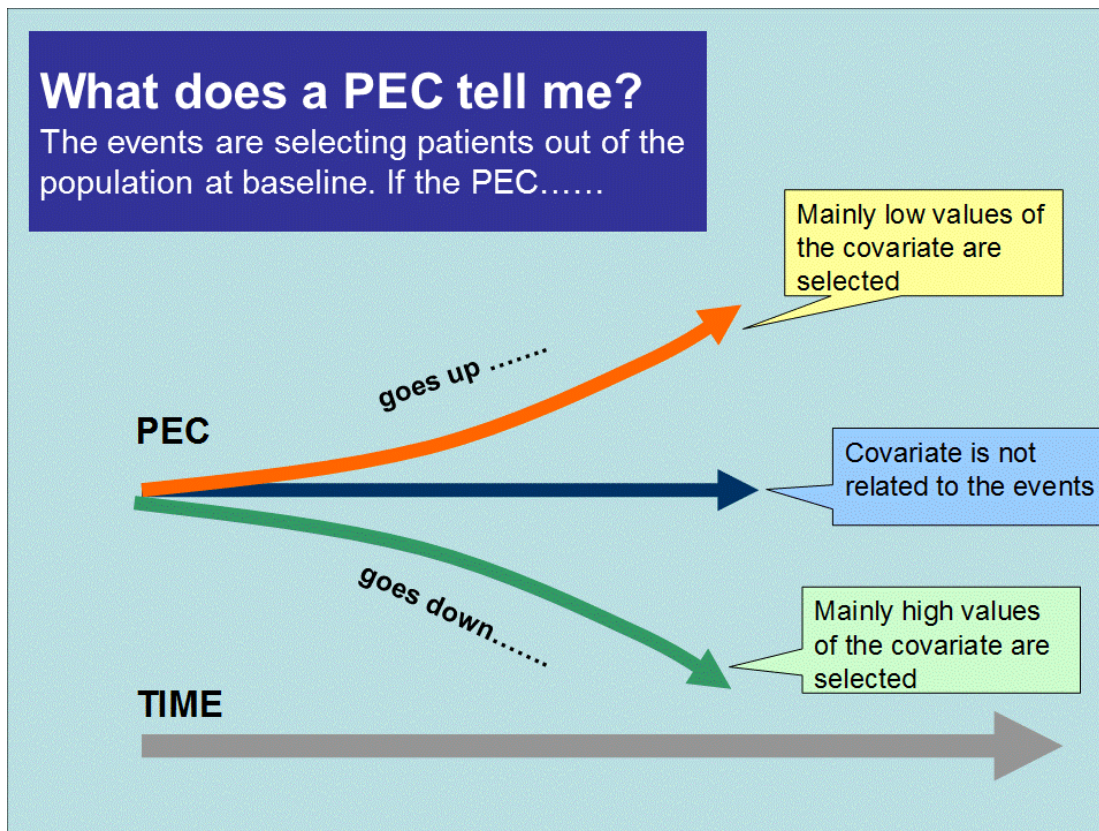 What does a PEC tell me?
The events are selecting patients out of the
population at baseline. If the PEC......
Mainly low values of
the covariate are
selected
goes up .......
PEC
Covariate is not
related to the events
goes down.......
Mainly high values
of the covariate are
selected
TIME